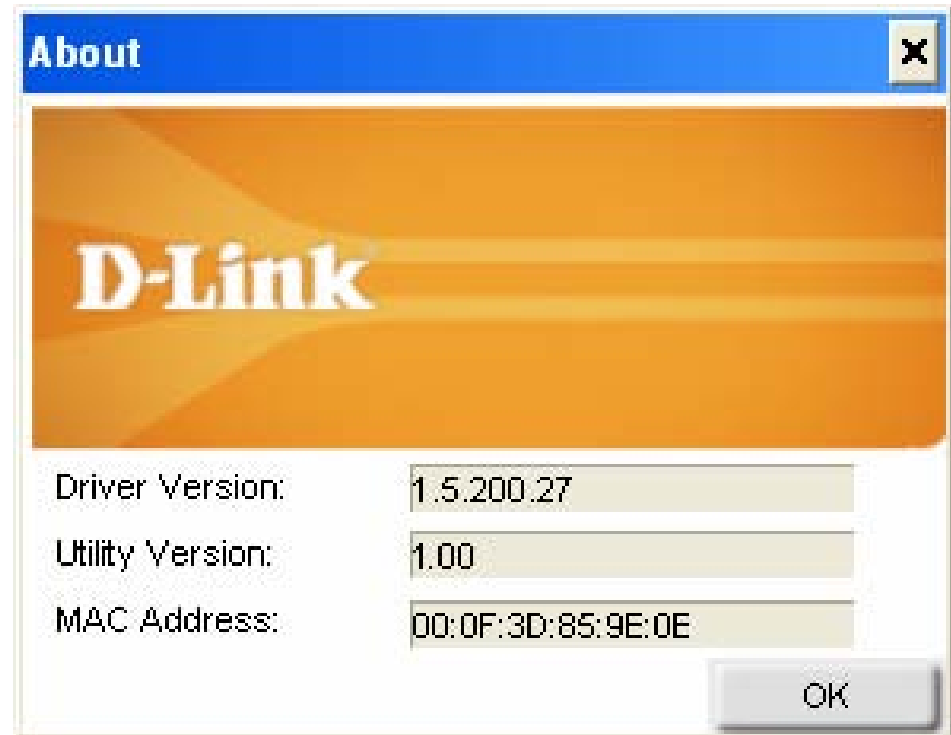 About
D-Link
Driver Version: 1.5.200.27
Utility Version: 1.00
MAC Address: 00:0F:3D:85:9E:0E
OK